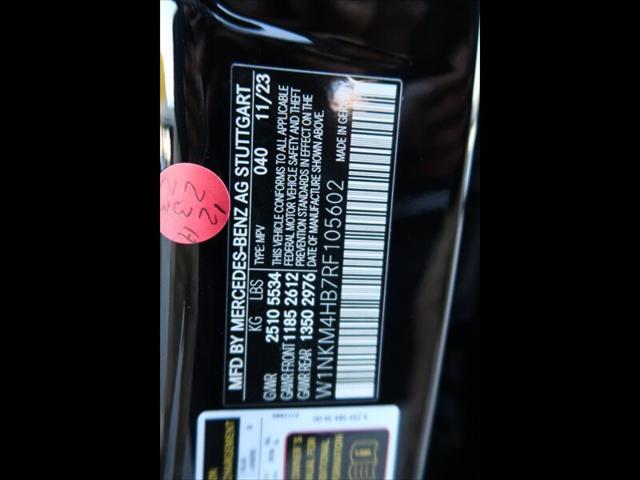 MFD BY MERCEDES-BENZ AG STUTTGART
KG LBS TYPE: MPV 040 11/23
GVWR 2510 5534
GAWR FRONT 1185 2612
GAWR REAR 1350 2976
THIS VEHICLE CONFORMS TO ALL APPLICABLE
FEDERAL MOTOR VEHICLE SAFETY AND THEFT
PREVENTION STANDARDS IN EFFECT ON THE
DATE OF MANUFACTURE SHOWN ABOVE.
W1NKM4HB7RF105602 MADE IN GERMANY
12
23